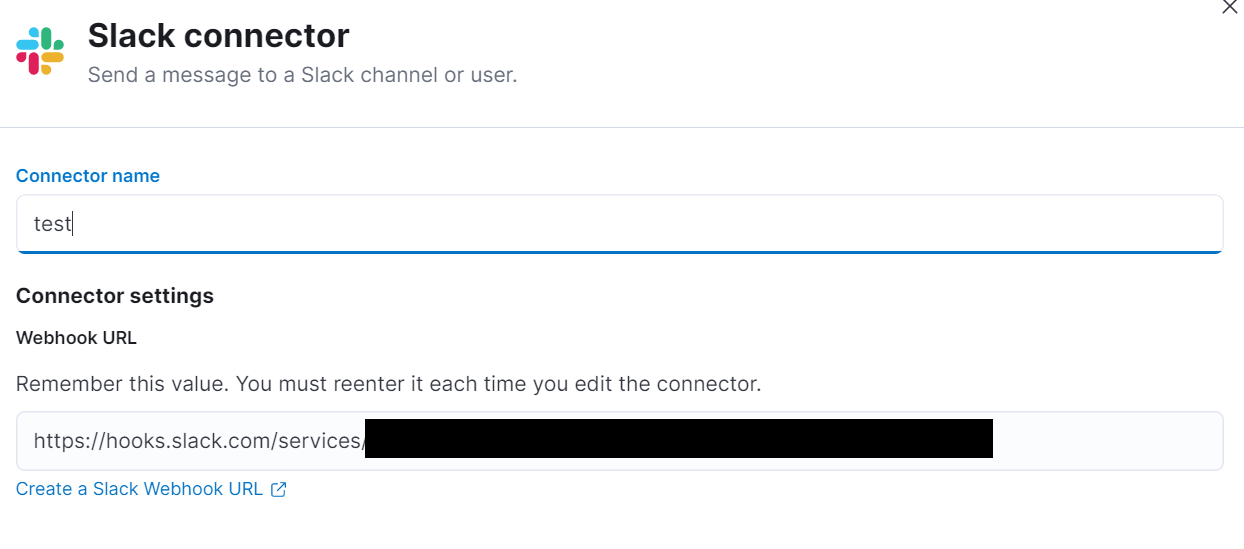 Slack connector
Send a message to a Slack channel or user.
Connector name
test
Connector settings
Webhook URL
Remember this value. You must reenter it each time you edit the connector.
https://hooks.slack.com/services/
Create a Slack Webhook URL